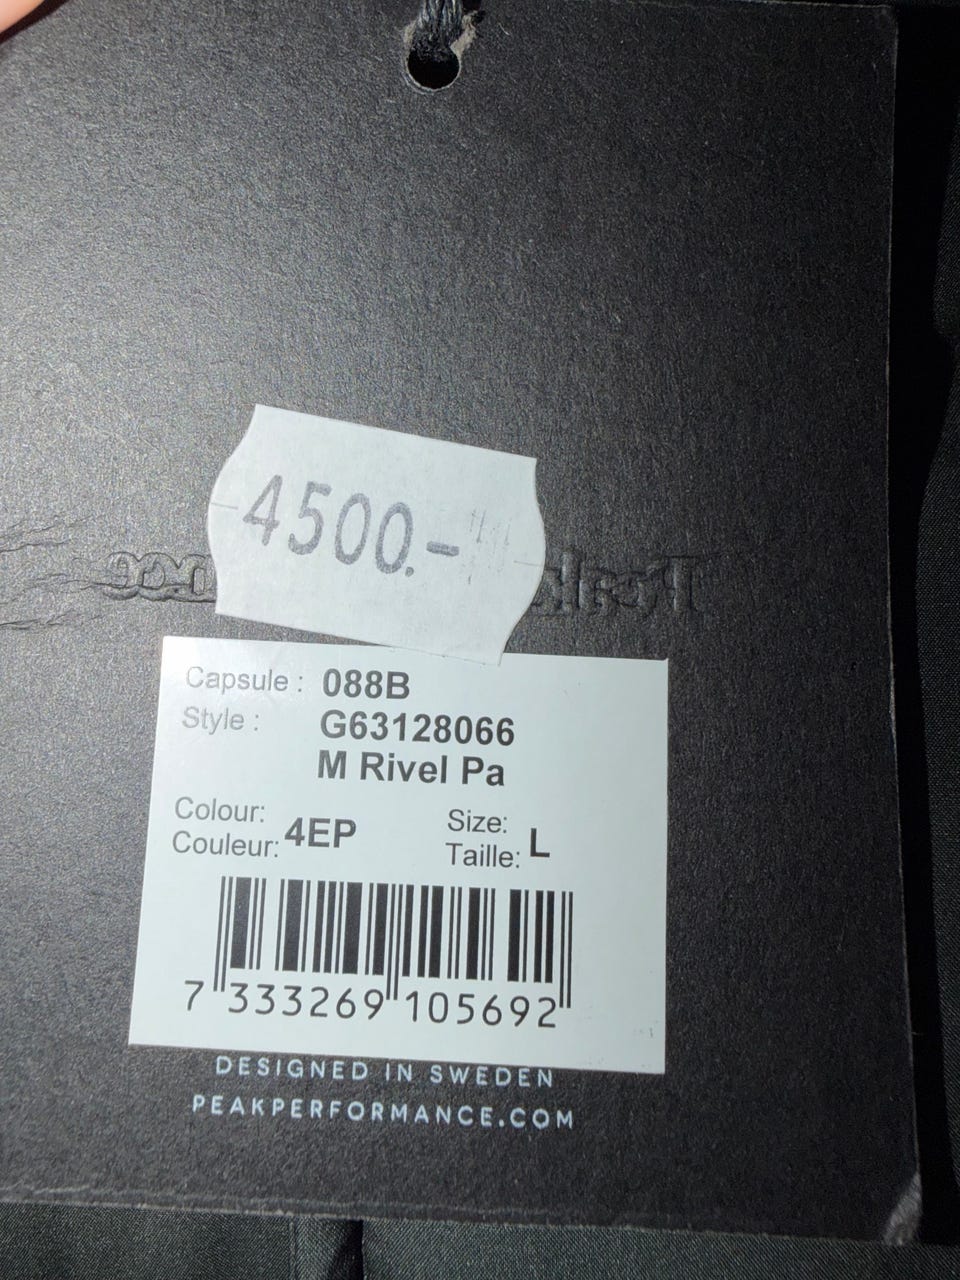 4500.-
Capsule : 088B
Style : G63128066
M Rivel Pa
Colour:
Couleur: 4EP
Size:
Taille: L
7 333269 105692
DESIGNED IN SWEDEN
PEAKPERFORMANCE.COM